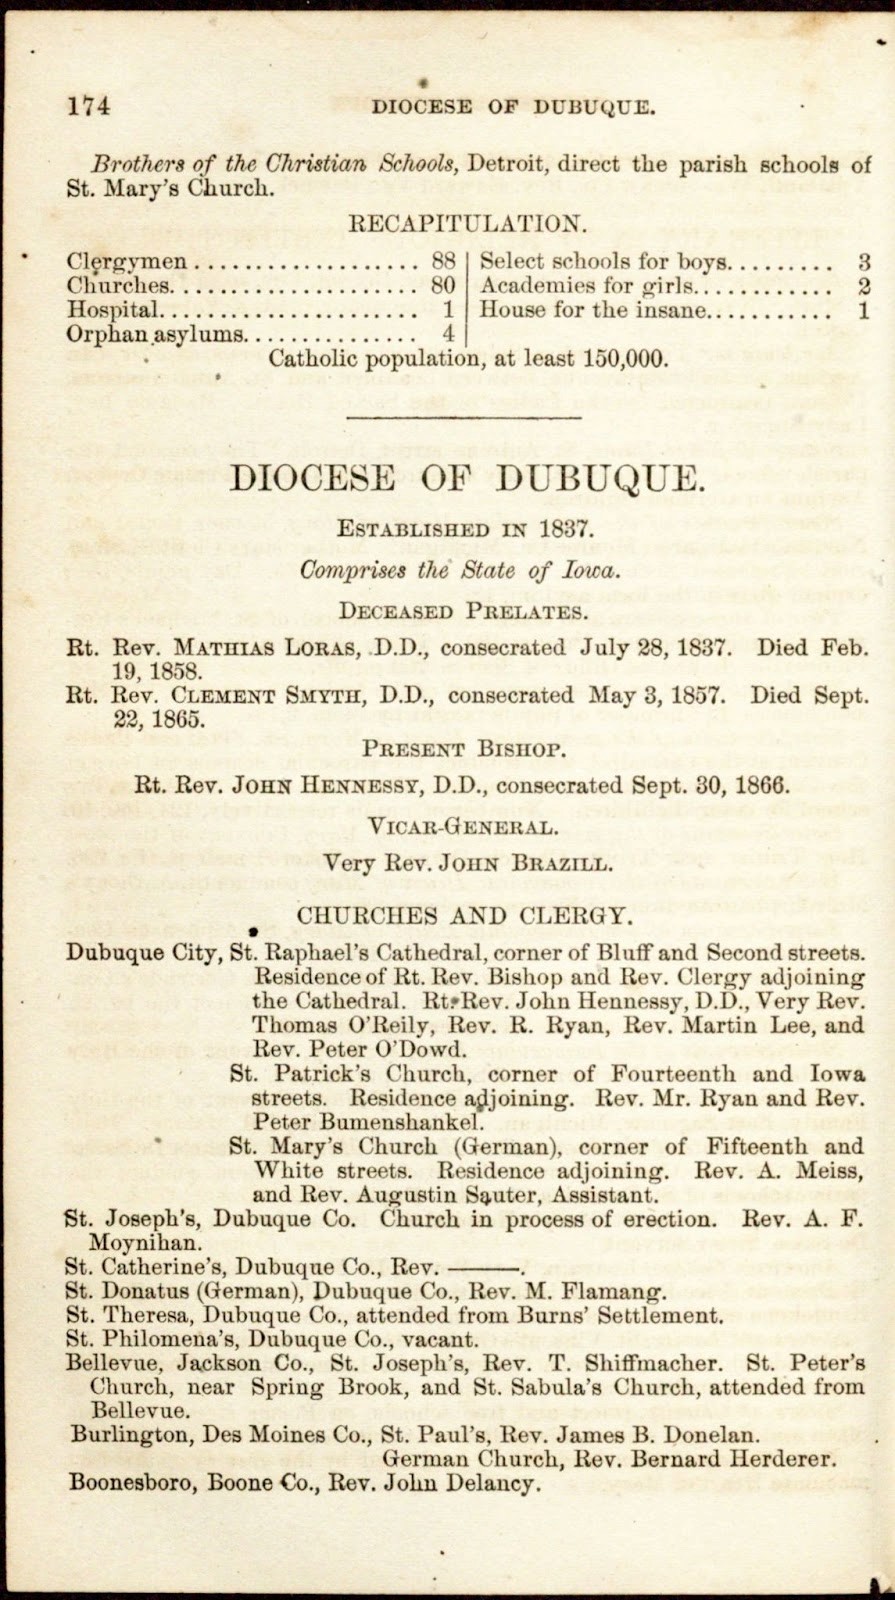 174 DIOCESE OF DUBUQUE.
Brothers of the Christian Schools, Detroit, direct the parish schools of
St. Mary's Church.
RECAPITULATION.
Clergymen.................... 88 | Select schools for boys......... 3
Churches...................... 80 | Academies for girls............ 2
Hospital....................... 1 | House for the insane........... 1
Orphan asylums............... 4
Catholic population, at least 150,000.
DIOCESE OF DUBUQUE.
ESTABLISHED IN 1837.
Comprises the State of Iowa.
DECEASED PRELATES.
Rt. Rev. MATHIAS LORAS, D.D., consecrated July 28, 1837. Died Feb.
19, 1858.
Rt. Rev. CLEMENT SMYTH, D.D., consecrated May 3, 1857. Died Sept.
22, 1865.
PRESENT BISHOP.
Rt. Rev. JOHN HENNESSY, D.D., consecrated Sept. 30, 1866.
VICAR-GENERAL.
Very Rev. JOHN BRAZILL.
CHURCHES AND CLERGY.
Dubuque City, St. Raphael's Cathedral, corner of Bluff and Second streets.
Residence of Rt. Rev. Bishop and Rev. Clergy adjoining
the Cathedral. Rt. Rev. John Hennessy, D.D., Very Rev.
Thomas O'Reily, Rev. R. Ryan, Rev. Martin Lee, and
Rev. Peter O'Dowd.
St. Patrick's Church, corner of Fourteenth and Iowa
streets. Residence adjoining. Rev. Mr. Ryan and Rev.
Peter Bumenshankel.
St. Mary's Church (German), corner of Fifteenth and
White streets. Residence adjoining. Rev. A. Meiss,
and Rev. Augustin Sauter, Assistant.
St. Joseph's, Dubuque Co. Church in process of erection. Rev. A. F.
Moynihan.
St. Catherine's, Dubuque Co., Rev. ———.
St. Donatus (German), Dubuque Co., Rev. M. Flamang.
St. Theresa, Dubuque Co., attended from Burns' Settlement.
St. Philomena's, Dubuque Co., vacant.
Bellevue, Jackson Co., St. Joseph's, Rev. T. Shiffmacher. St. Peter's
Church, near Spring Brook, and St. Sabula's Church, attended from
Bellevue.
Burlington, Des Moines Co., St. Paul's, Rev. James B. Donelan.
German Church, Rev. Bernard Herderer.
Boonesboro, Boone Co., Rev. John Delancy.